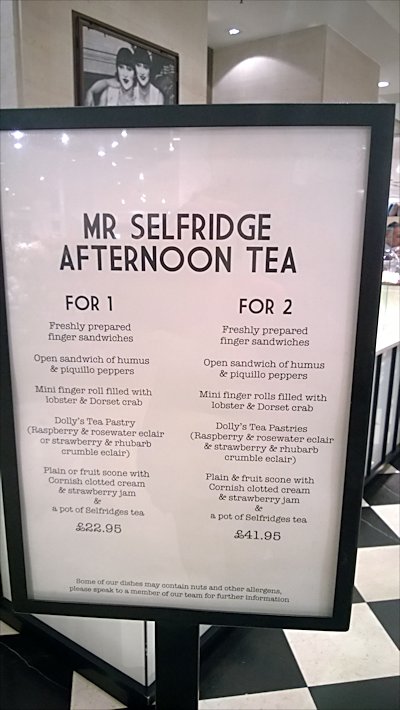 MR SELFRIDGE
AFTERNOON TEA
FOR 1
Freshly prepared
finger sandwiches
Open sandwich of humus
& piquillo peppers
Mini finger roll filled with
lobster & Dorset crab
Dolly's Tea Pastry
(Raspberry & rosewater eclair
or strawberry & rhubarb
crumble eclair)
Plain or fruit scone with
Cornish clotted cream
& strawberry jam
&
a pot of Selfridges tea
£22.95
FOR 2
Freshly prepared
finger sandwiches
Open sandwich of humus
& piquillo peppers
Mini finger rolls filled with
lobster & Dorset crab
Dolly's Tea Pastries
(Raspberry & rosewater eclair
& strawberry & rhubarb
crumble eclair)
Plain & fruit scone with
Cornish clotted cream
& strawberry jam
&
a pot of Selfridges tea
£41.95
Some of our dishes may contain nuts and other allergens,
please speak to a member of our team for further information